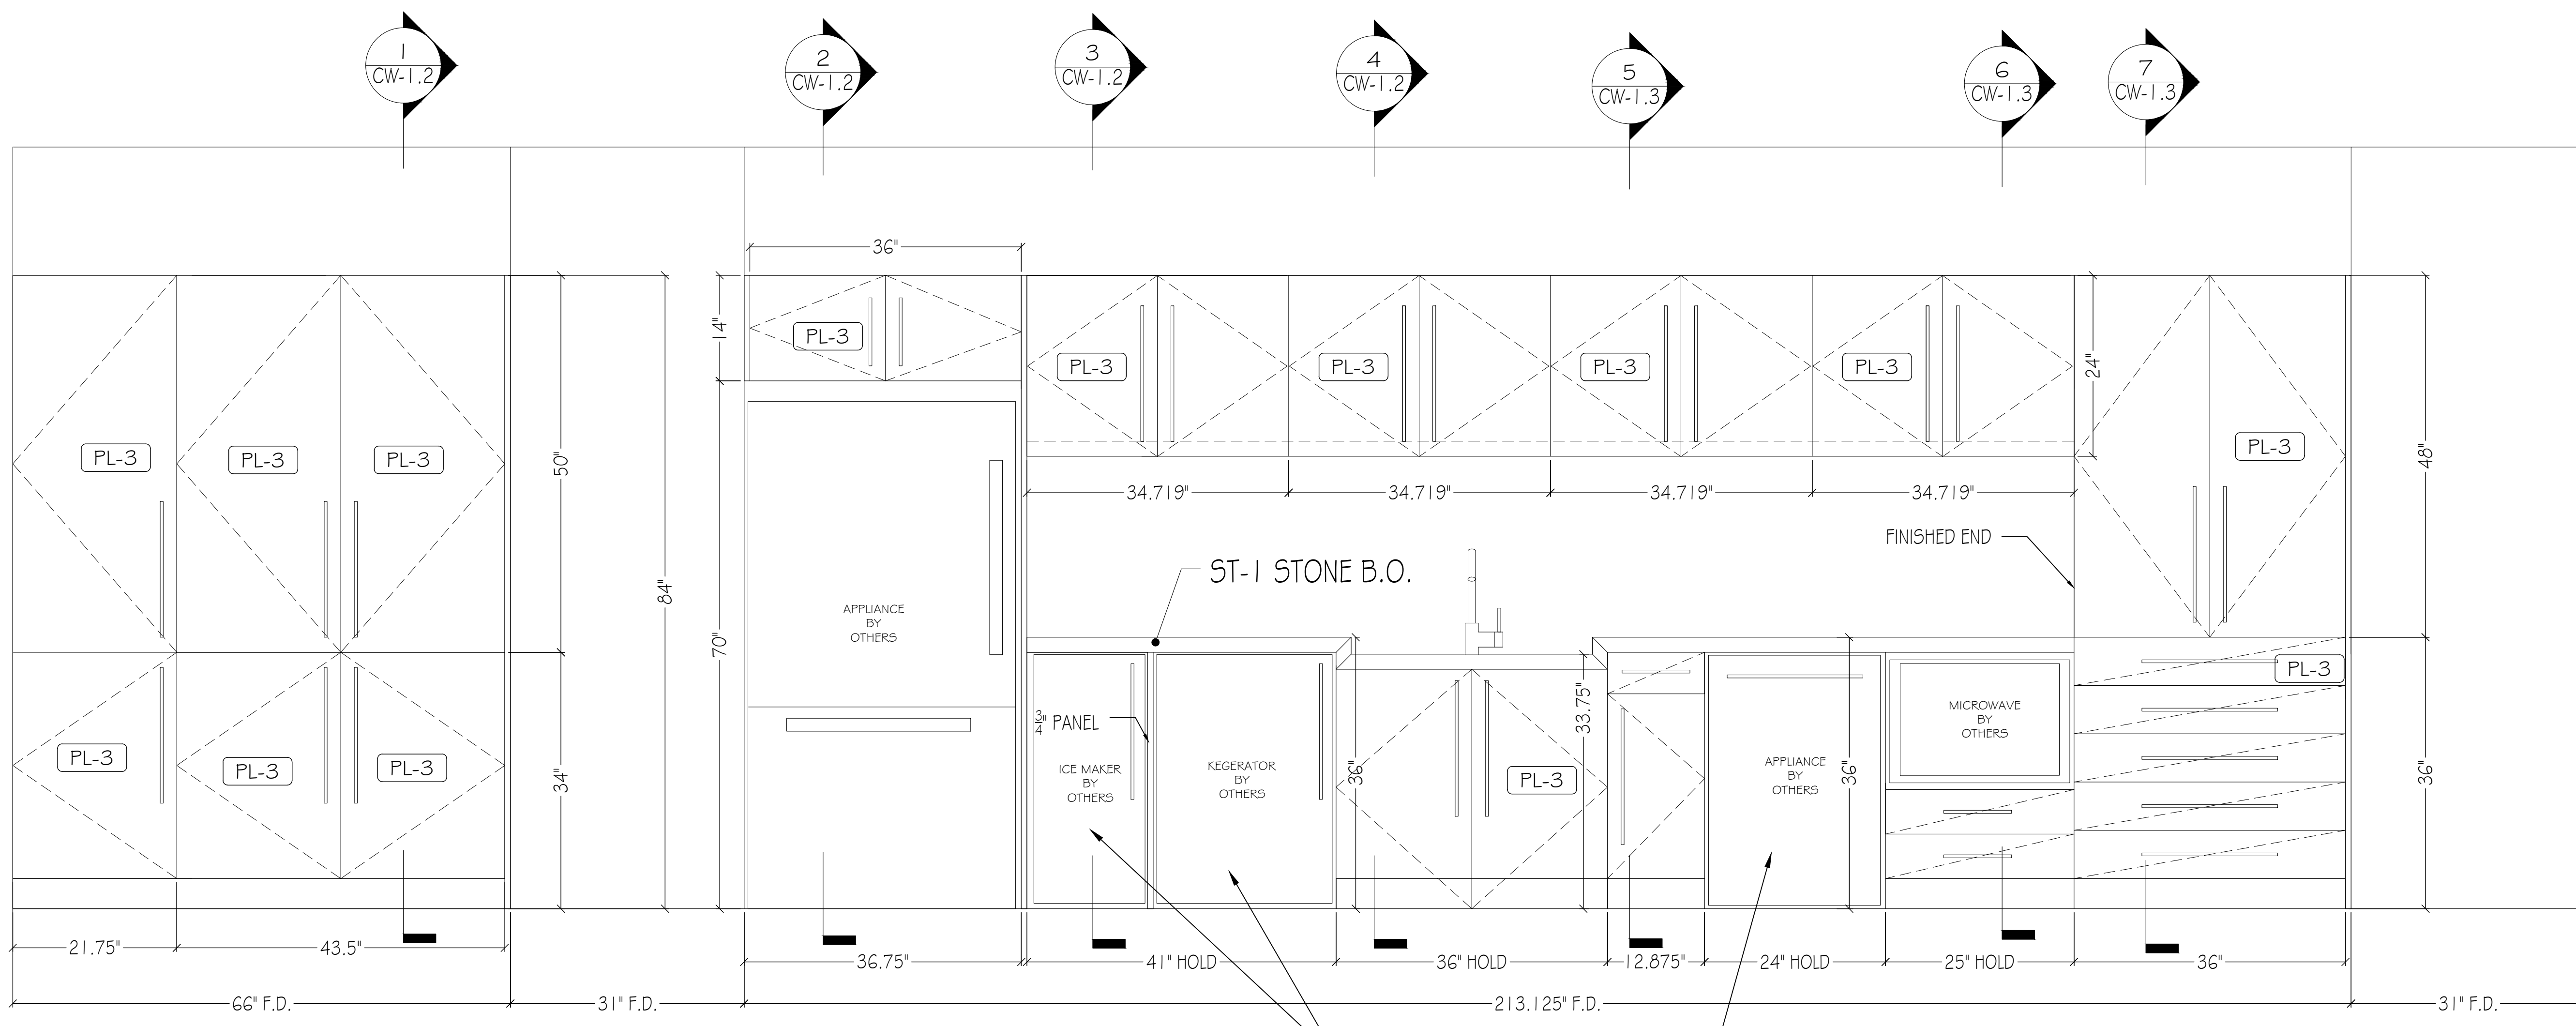 1
CW-1.2
2
CW-1.2
3
CW-1.2
4
CW-1.2
5
CW-1.3
6
CW-1.3
7
CW-1.3
36"
14"
PL-3
PL-3
PL-3
PL-3
PL-3
24"
PL-3
PL-3
PL-3
50"
PL-3
48"
34.719"
34.719"
34.719"
34.719"
FINISHED END
ST-1 STONE B.O.
84"
APPLIANCE
BY
OTHERS
70"
PL-3
3/4" PANEL
33.75"
MICROWAVE
BY
OTHERS
PL-3
PL-3
PL-3
34"
ICE MAKER
BY
OTHERS
KEGERATOR
BY
OTHERS
36"
PL-3
APPLIANCE
BY
OTHERS
36"
36"
21.75"
43.5"
36.75"
41" HOLD
36" HOLD
12.875"
24" HOLD
25" HOLD
36"
66" F.D.
31" F.D.
213.125" F.D.
31" F.D.